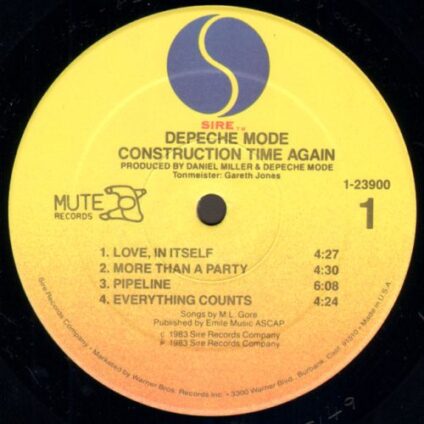 SIRE TM
DEPECHE MODE
CONSTRUCTION TIME AGAIN
PRODUCED BY DANIEL MILLER & DEPECHE MODE
Tonmeister: Gareth Jones
MUTE
RECORDS
1-23900
1
1. LOVE, IN ITSELF 4:27
2. MORE THAN A PARTY 4:30
3. PIPELINE 6:08
4. EVERYTHING COUNTS 4:24
Songs by M.L. Gore
Published by Emile Music ASCAP
© 1983 Sire Records Company
℗ 1983 Sire Records Company
Sire Records Company • Marketed by Warner Bros. Records Inc. • 3300 Warner Blvd., Burbank, Calif. 91510 • Made in U.S.A.